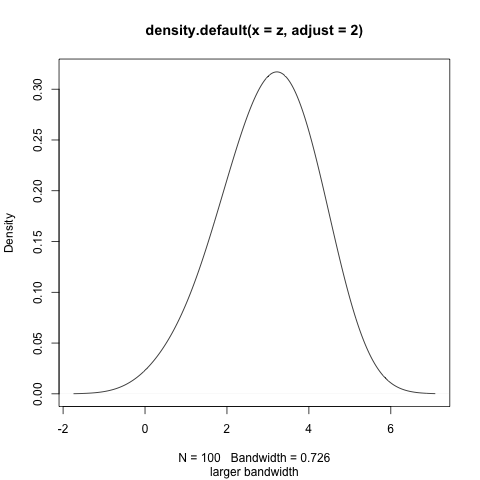 density.default(x = z, adjust = 2)
Density
0.30
0.25
0.20
0.15
0.10
0.05
0.00
-2 0 2 4 6
N = 100 Bandwidth = 0.726
larger bandwidth